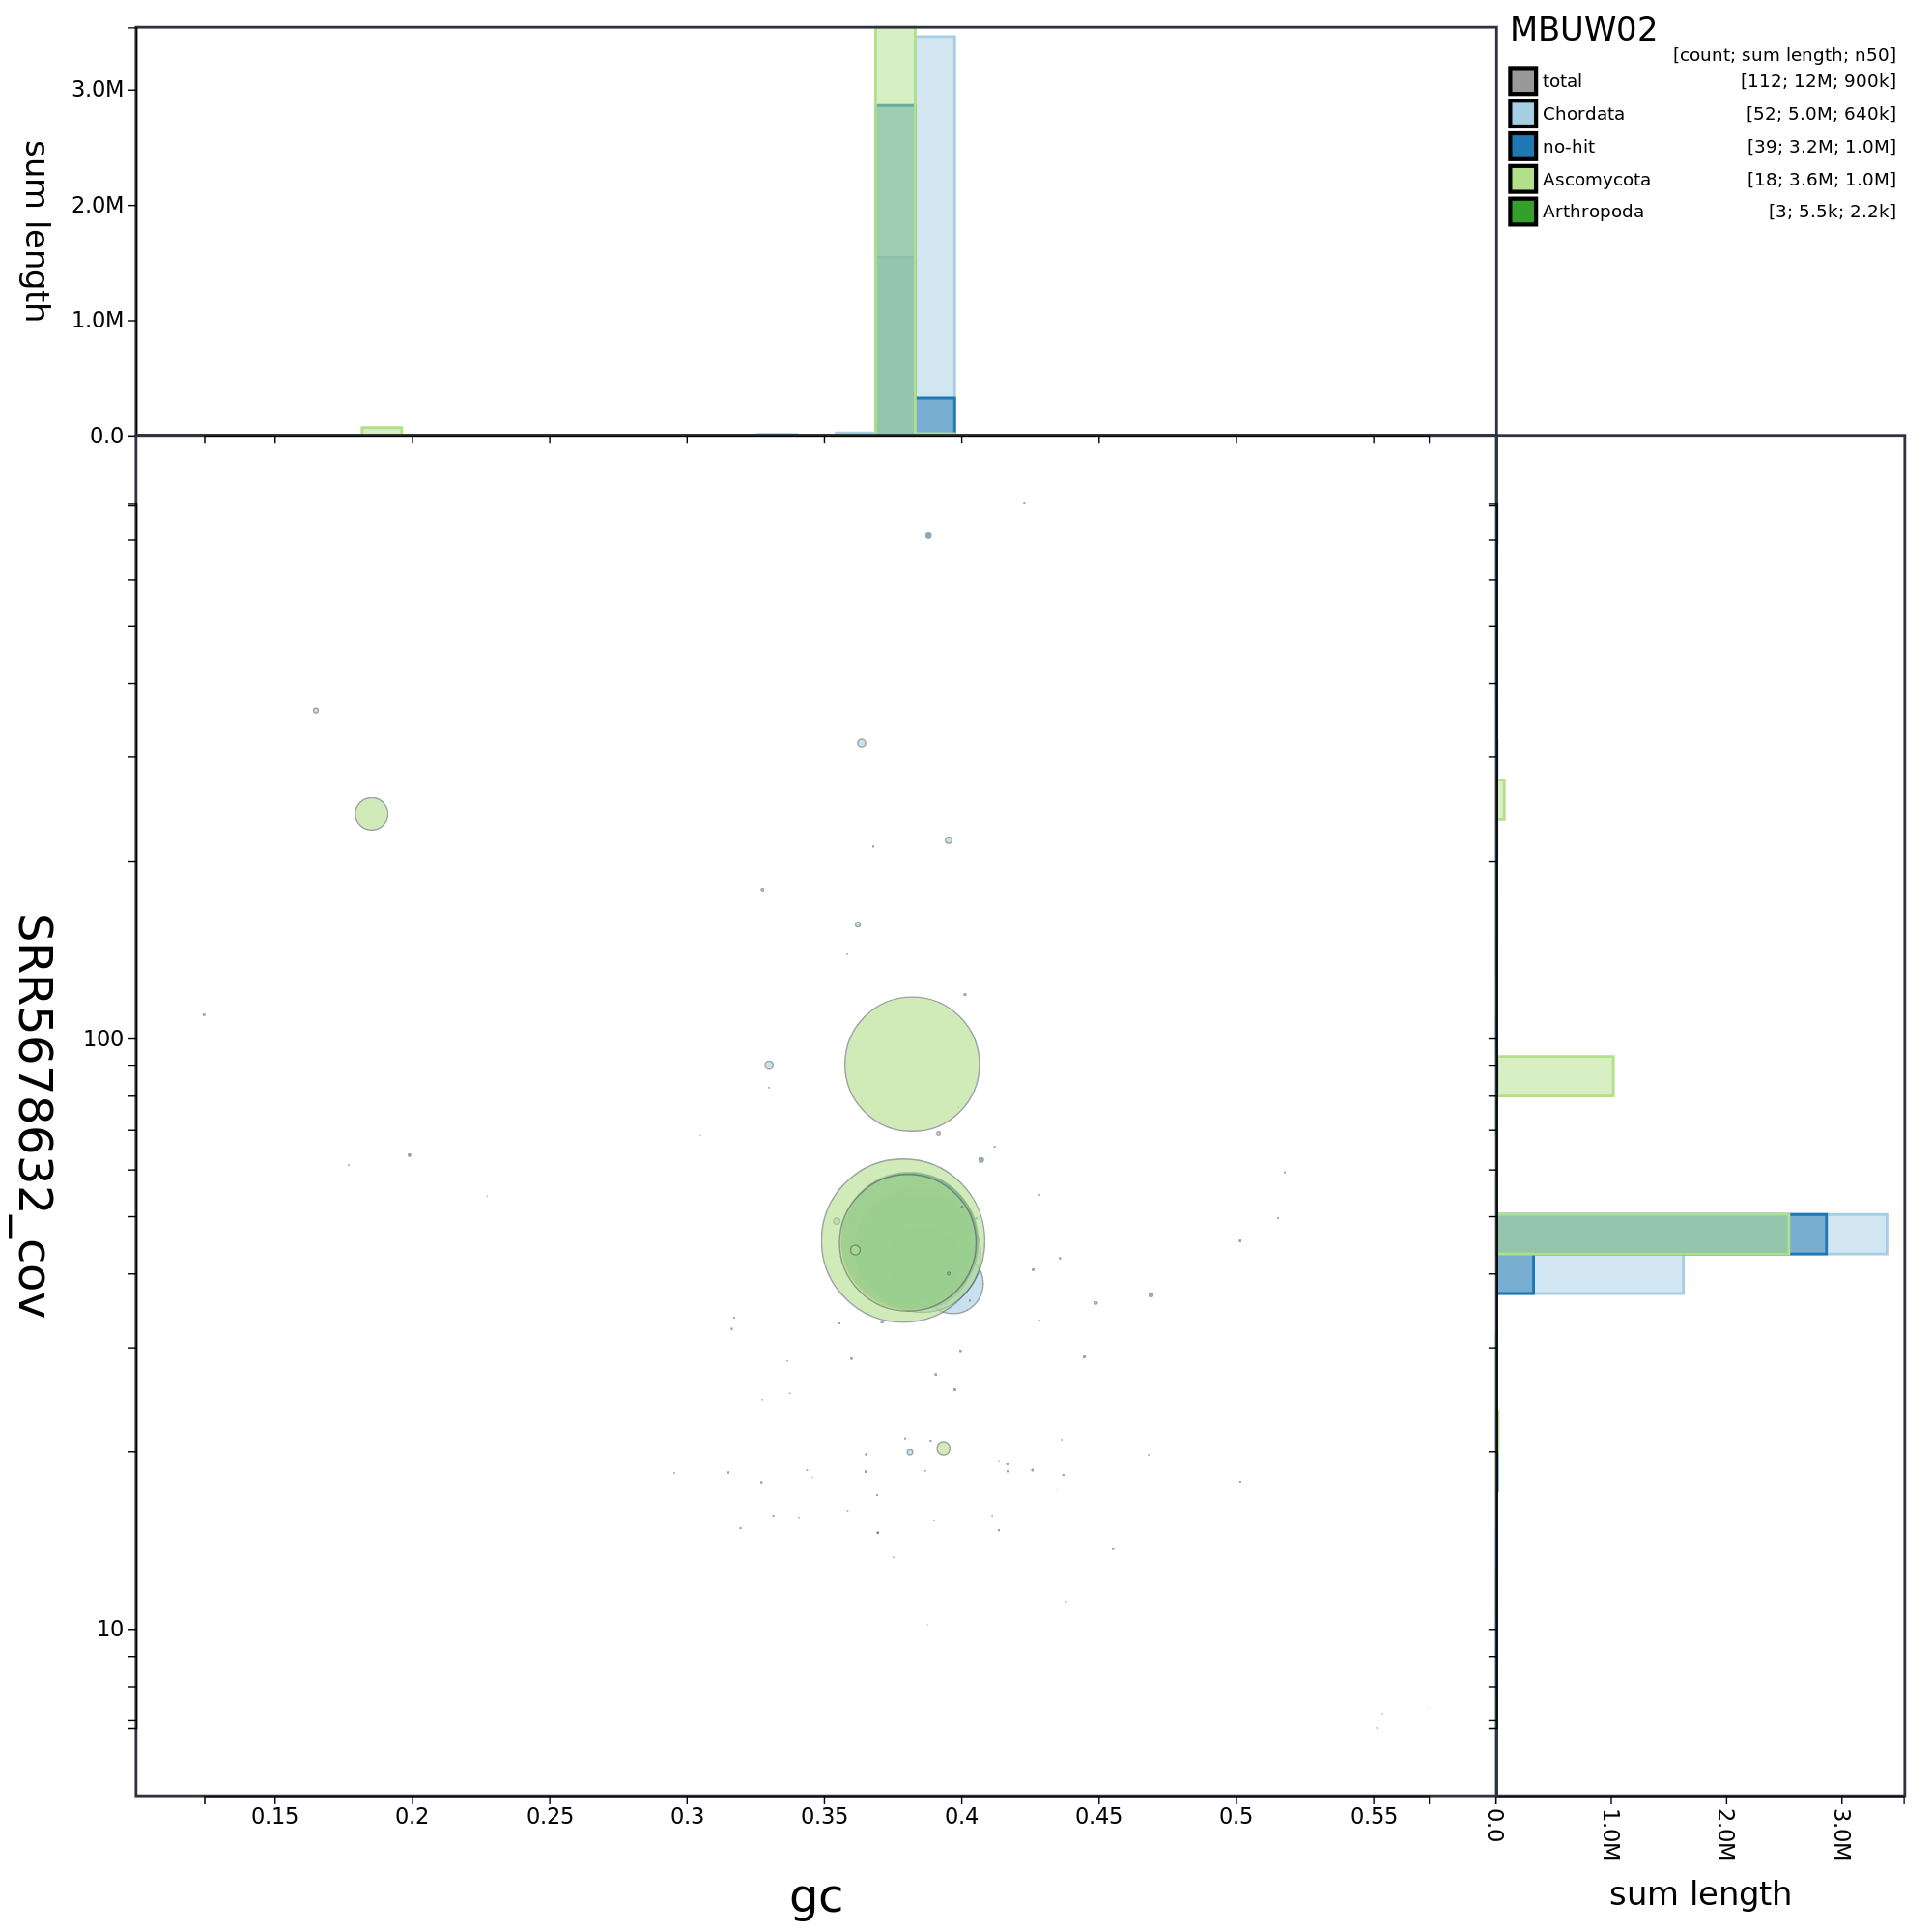 MBUW02
[count; sum length; n50]
total [112; 12M; 900k]
Chordata [52; 5.0M; 640k]
no-hit [39; 3.2M; 1.0M]
Ascomycota [18; 3.6M; 1.0M]
Arthropoda [3; 5.5k; 2.2k]
sum length
3.0M
2.0M
1.0M
0.0
SRR5678632_cov
100
10
0.15 0.2 0.25 0.3 0.35 0.4 0.45 0.5 0.55
gc
0.0 1.0M 2.0M 3.0M
sum length